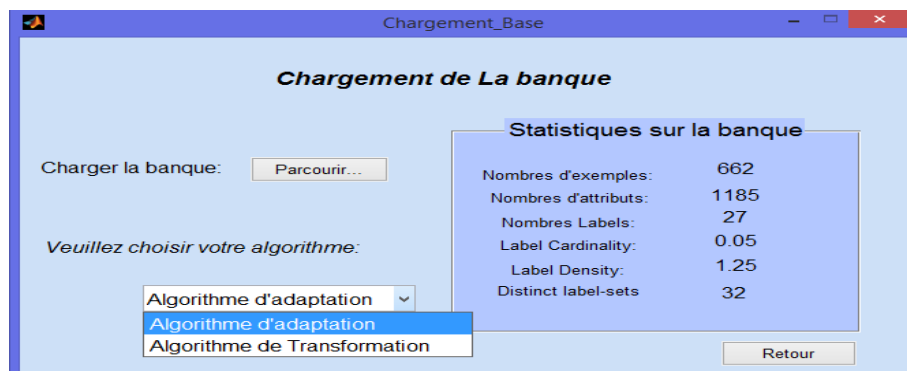 Chargement_Base
Chargement de La banque
Charger la banque:
Parcourir...
Veuillez choisir votre algorithme:
Algorithme d'adaptation
Algorithme d'adaptation
Algorithme de Transformation
Statistiques sur la banque
Nombres d'exemples: 662
Nombres d'attributs: 1185
Nombres Labels: 27
Label Cardinality: 0.05
Label Density: 1.25
Distinct label-sets 32
Retour